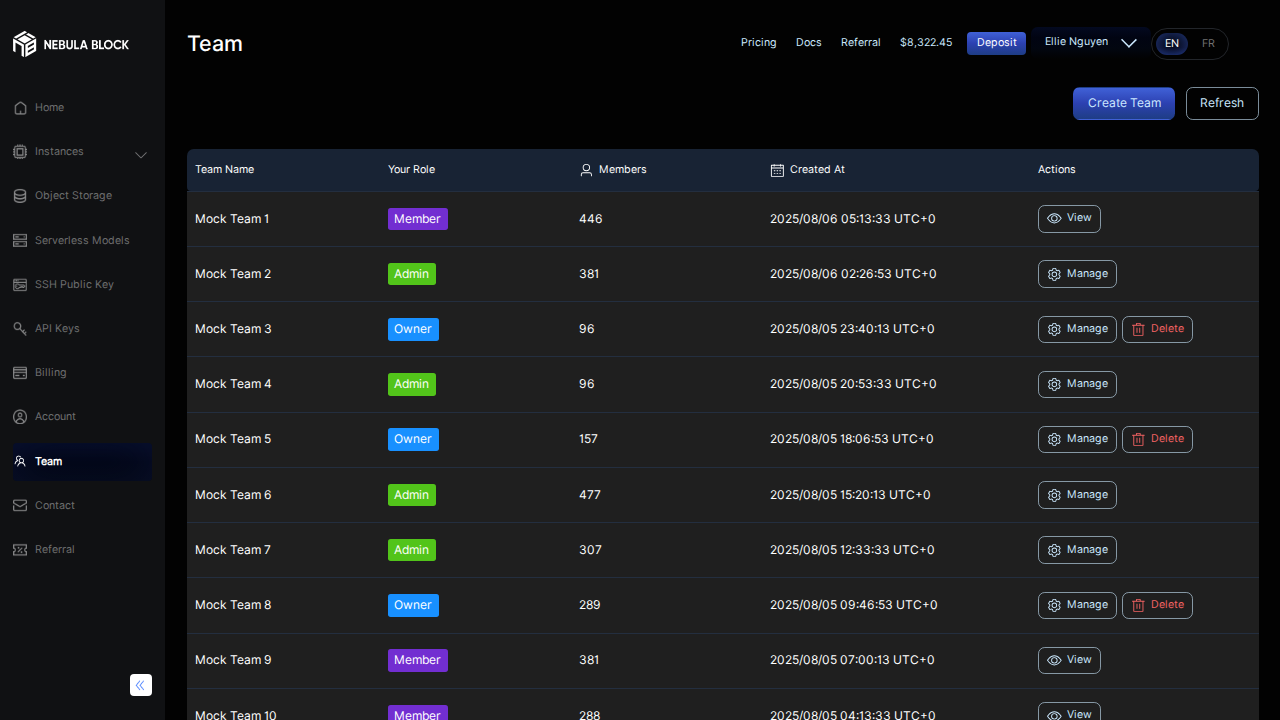 NEBULA BLOCK
Home
Instances
Object Storage
Serverless Models
SSH Public Key
API Keys
Billing
Account
Team
Contact
Referral
Team
Pricing Docs Referral $8,322.45 Deposit Ellie Nguyen EN FR
Create Team Refresh
Team Name Your Role Members Created At Actions
Mock Team 1 Member 446 2025/08/06 05:13:33 UTC+0 View
Mock Team 2 Admin 381 2025/08/06 02:26:53 UTC+0 Manage
Mock Team 3 Owner 96 2025/08/05 23:40:13 UTC+0 Manage Delete
Mock Team 4 Admin 96 2025/08/05 20:53:33 UTC+0 Manage
Mock Team 5 Owner 157 2025/08/05 18:06:53 UTC+0 Manage Delete
Mock Team 6 Admin 477 2025/08/05 15:20:13 UTC+0 Manage
Mock Team 7 Admin 307 2025/08/05 12:33:33 UTC+0 Manage
Mock Team 8 Owner 289 2025/08/05 09:46:53 UTC+0 Manage Delete
Mock Team 9 Member 381 2025/08/05 07:00:13 UTC+0 View
Mock Team 10 Member 288 2025/08/05 04:13:33 UTC+0 View